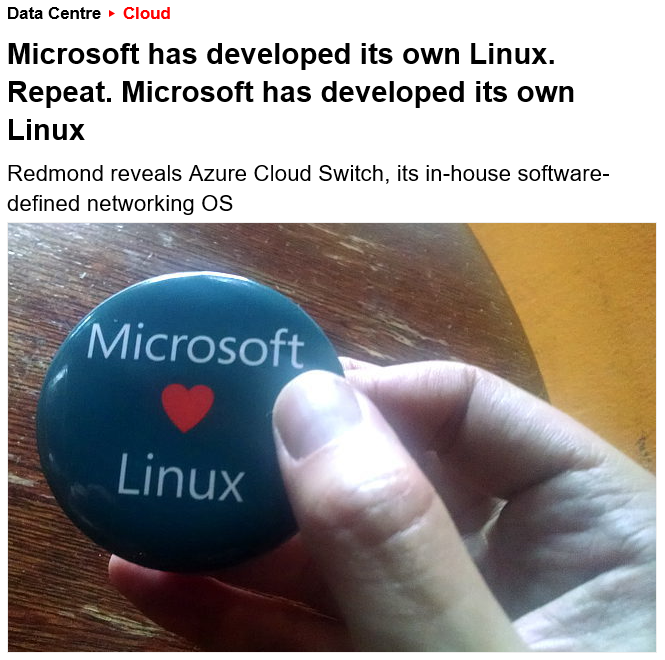 Data Centre ▸ Cloud
Microsoft has developed its own Linux.
Repeat. Microsoft has developed its own
Linux
Redmond reveals Azure Cloud Switch, its in-house software-
defined networking OS
Microsoft
❤
Linux